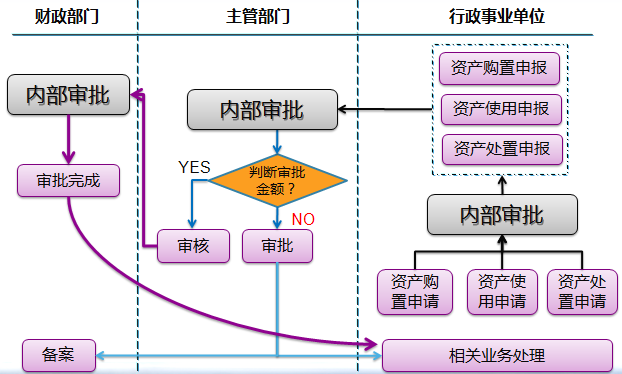 财政部门
主管部门
行政事业单位
内部审批
审批完成
备案
内部审批
YES
判断审批
金额？
NO
审核
审批
资产购置申报
资产使用申报
资产处置申报
内部审批
资产购
置申请
资产使
用申请
资产处
置申请
相关业务处理